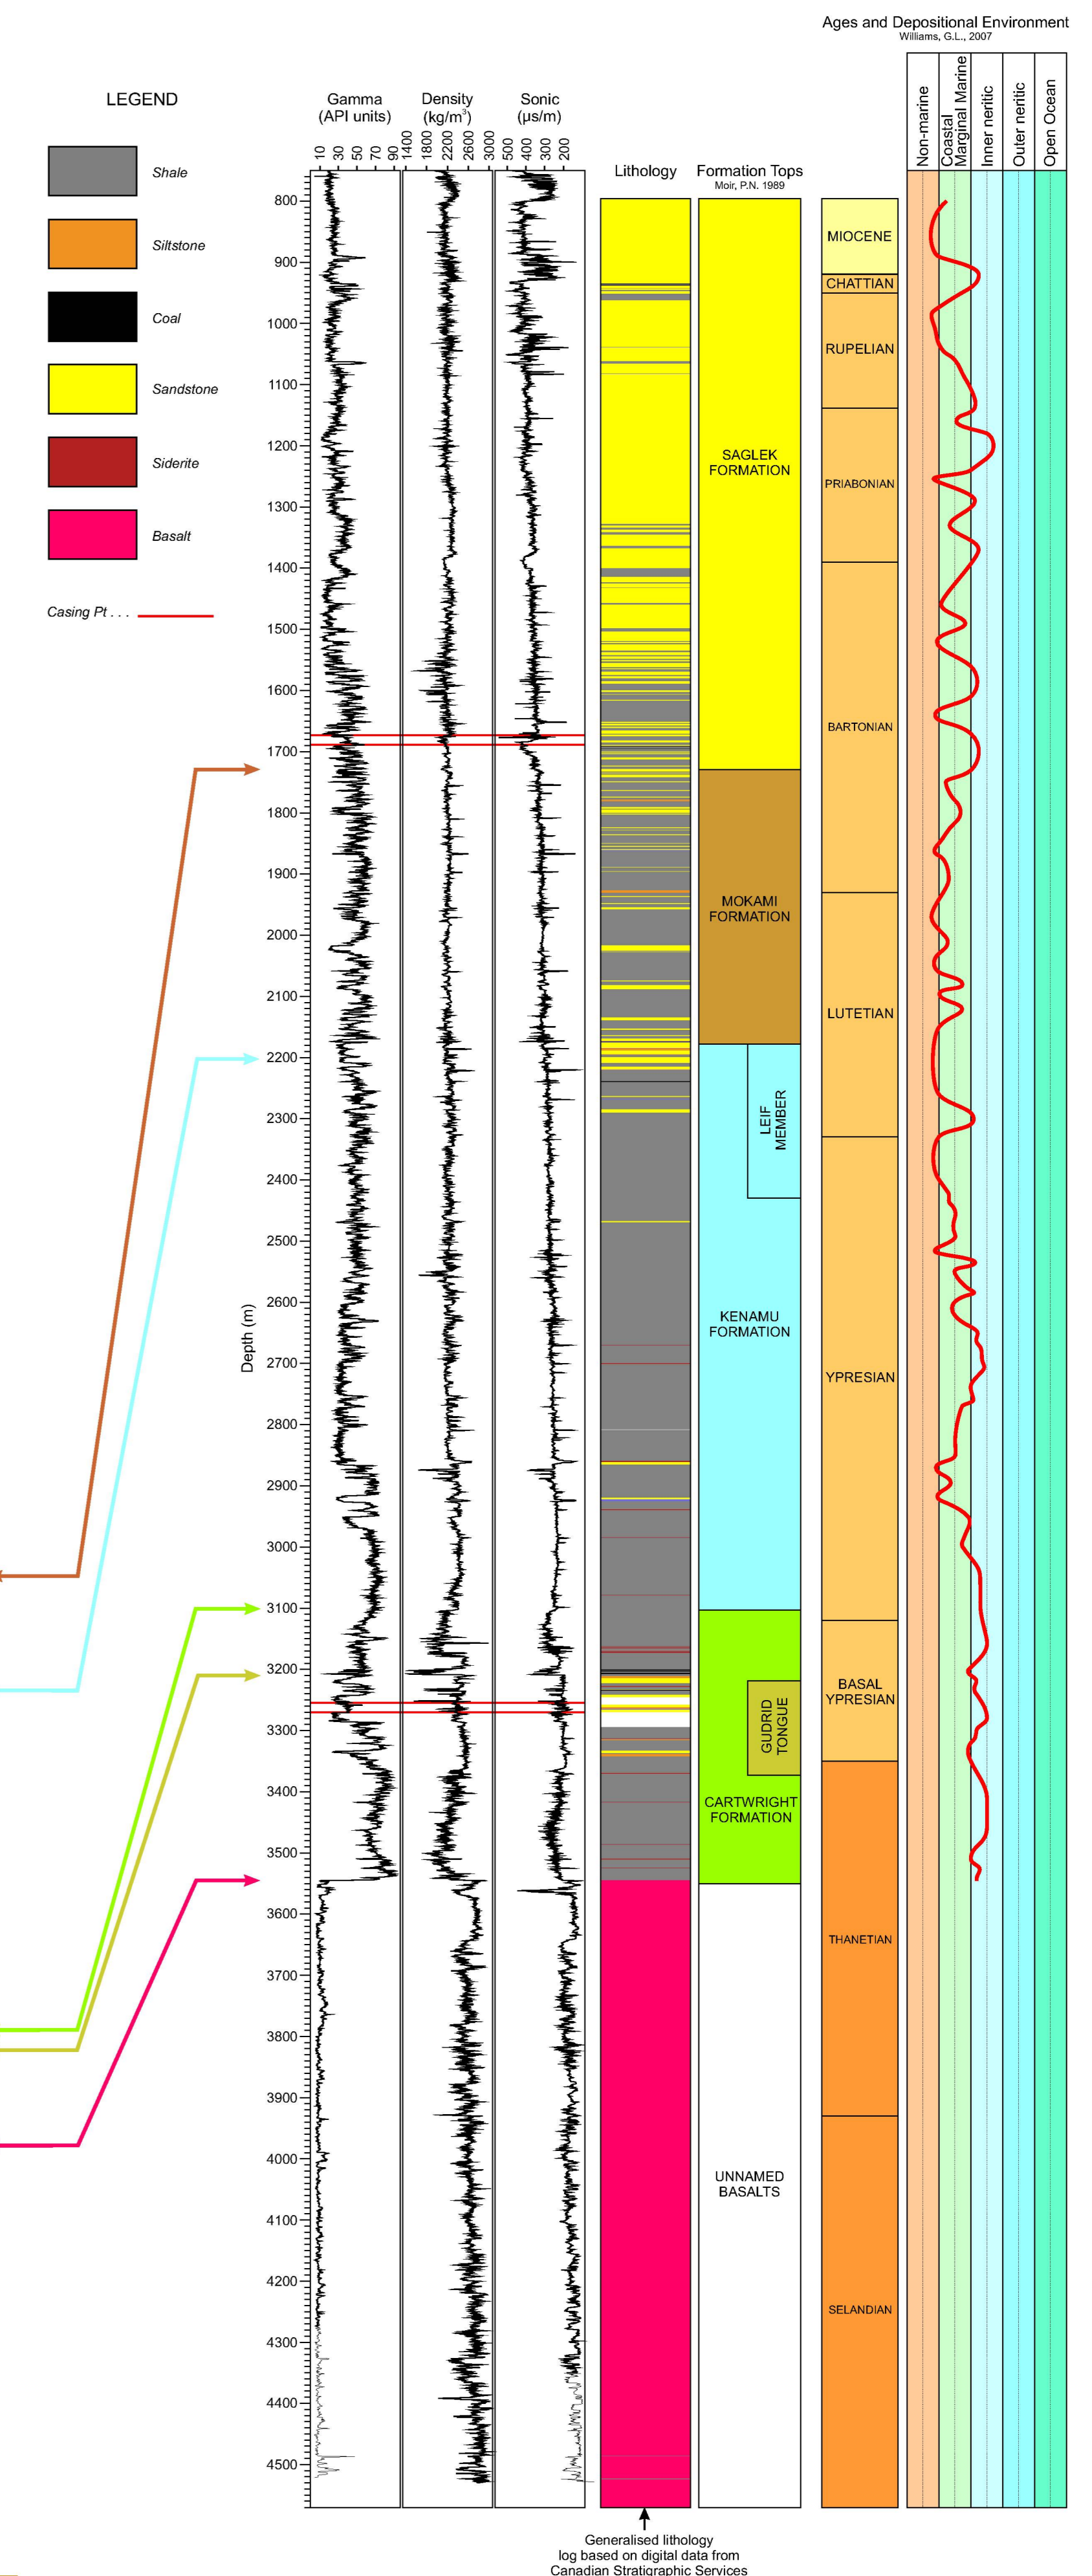 Ages and Depositional Environment
Williams, G.L., 2007
LEGEND
Shale
Siltstone
Coal
Sandstone
Siderite
Basalt
Casing Pt . . .
Gamma
(API units)
10 30 50 70 90
Density
(kg/m³)
1400 1800 2200 2600 3000
Sonic
(µs/m)
500 400 300 200
Lithology
Formation Tops
Moir, P.N. 1989
Non-marine
Coastal
Marginal Marine
Inner neritic
Outer neritic
Open Ocean
Depth (m)
800
900
1000
1100
1200
1300
1400
1500
1600
1700
1800
1900
2000
2100
2200
2300
2400
2500
2600
2700
2800
2900
3000
3100
3200
3300
3400
3500
3600
3700
3800
3900
4000
4100
4200
4300
4400
4500
SAGLEK
FORMATION
MOKAMI
FORMATION
LEIF
MEMBER
KENAMU
FORMATION
GUDRID
TONGUE
CARTWRIGHT
FORMATION
UNNAMED
BASALTS
MIOCENE
CHATTIAN
RUPELIAN
PRIABONIAN
BARTONIAN
LUTETIAN
YPRESIAN
BASAL
YPRESIAN
THANETIAN
SELANDIAN
Generalised lithology
log based on digital data from
Canadian Stratigraphic Services